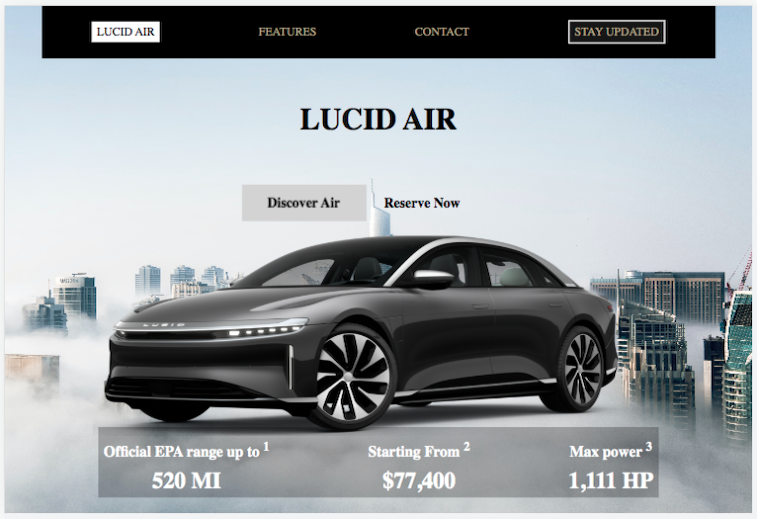 LUCID AIR FEATURES CONTACT STAY UPDATED
LUCID AIR
Discover Air Reserve Now
LUCID
Official EPA range up to 1 Starting From 2 Max power 3
520 MI $77,400 1,111 HP